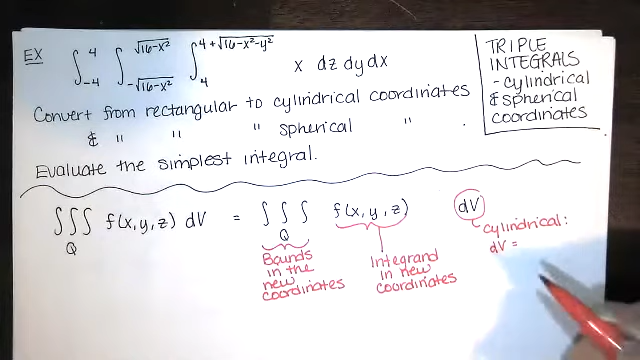 EX ∫₋₄⁴ ∫₋√(16-x²)^√(16-x²) ∫₄^(4+√(16-x²-y²)) x dz dy dx
Convert from rectangular to cylindrical coordinates
& " " " spherical " .
Evaluate the simplest integral.
TRIPLE
INTEGRALS
- cylindrical
& spherical
coordinates
∫∫∫_Q f(x,y,z) dV = ∫∫∫_Q f(x,y,z) dV
Bounds
in the
new
coordinates
Integrand
in new
coordinates
cylindrical:
dV =